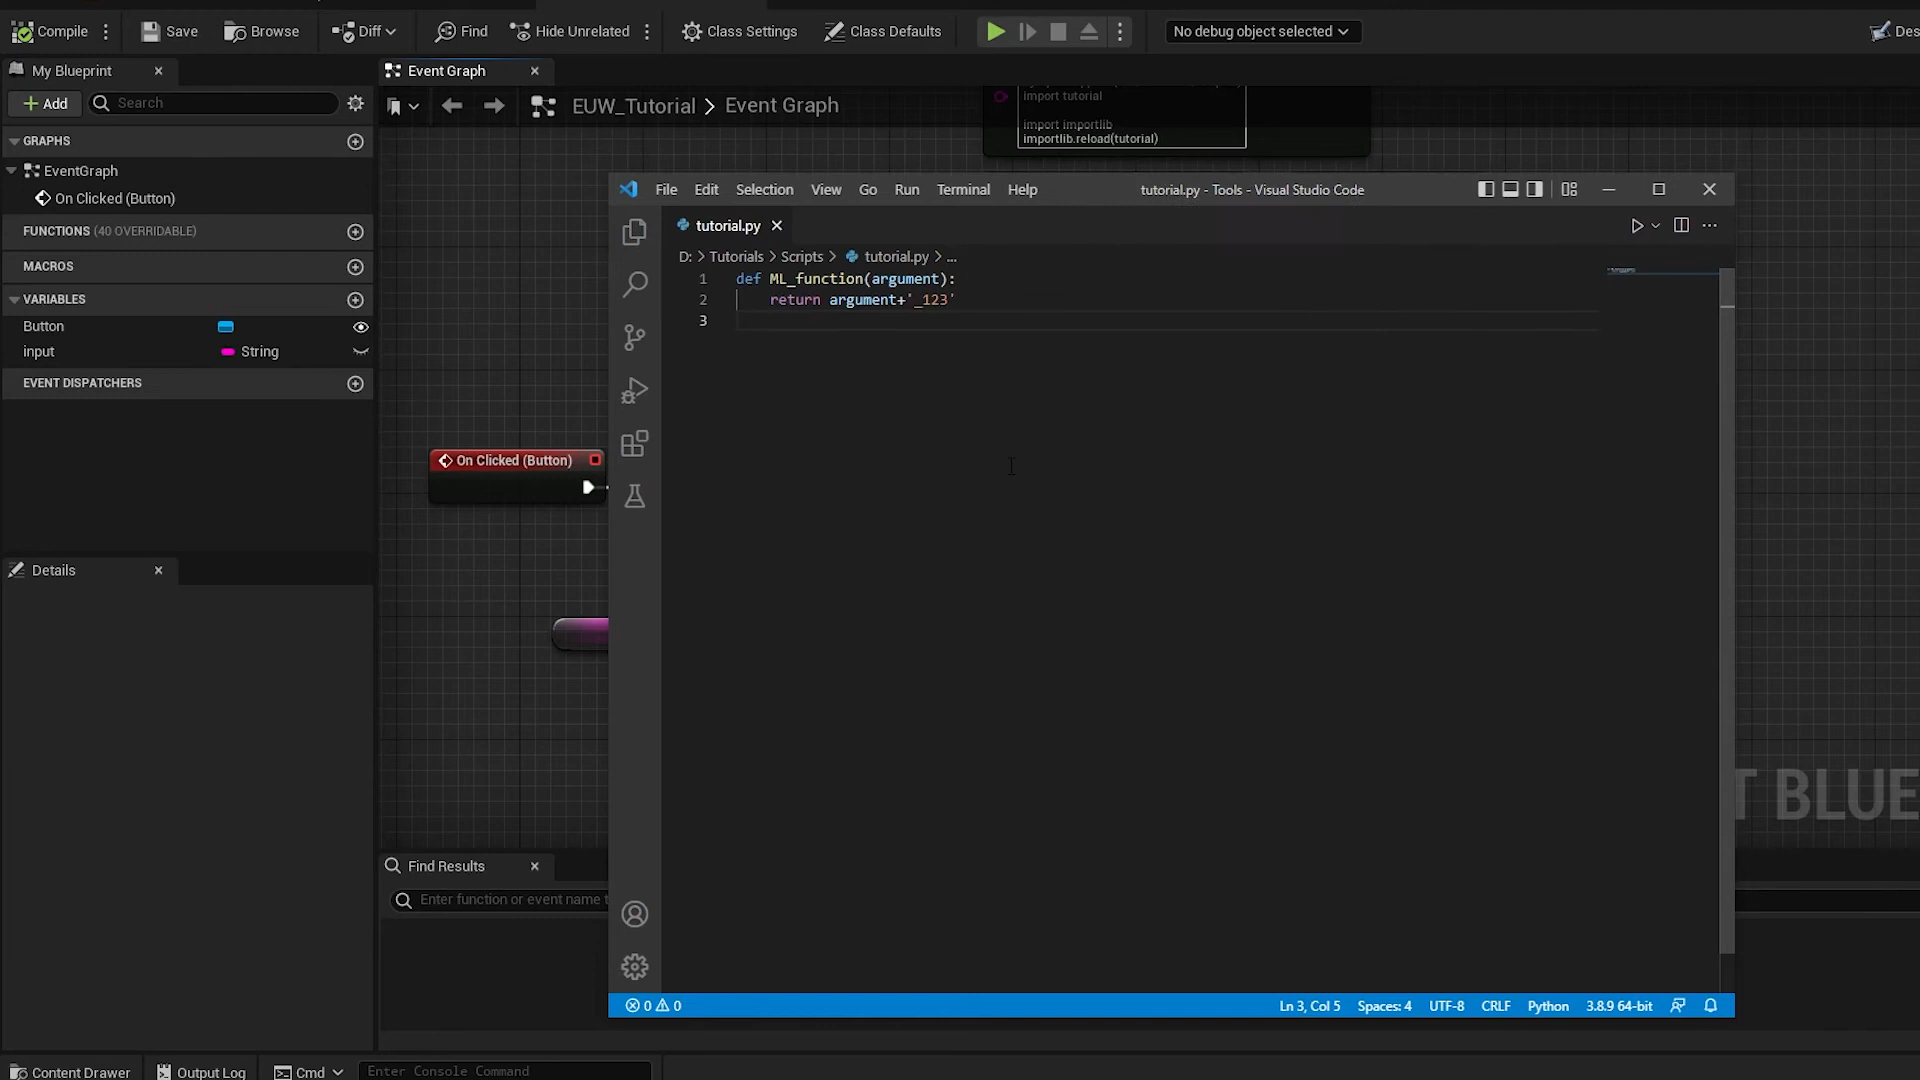 Compile
Save
Browse
Diff
Find
Hide Unrelated
Class Settings
Class Defaults
No debug object selected
My Blueprint
Event Graph
Add
Search
EUW_Tutorial > Event Graph
import tutorial
import importlib
importlib.reload(tutorial)
GRAPHS
EventGraph
On Clicked (Button)
FUNCTIONS (40 OVERRIDABLE)
MACROS
VARIABLES
Button
input String
EVENT DISPATCHERS
Details
On Clicked (Button)
File Edit Selection View Go Run Terminal Help
tutorial.py - Tools - Visual Studio Code
tutorial.py
D: > Tutorials > Scripts > tutorial.py > ...
1 def ML_function(argument):
2 return argument+'_123'
3
0 0
Ln 3, Col 5 Spaces: 4 UTF-8 CRLF Python 3.8.9 64-bit
T BLUE
Find Results
Enter function or event name
Content Drawer
Output Log
Cmd
Enter Console Command